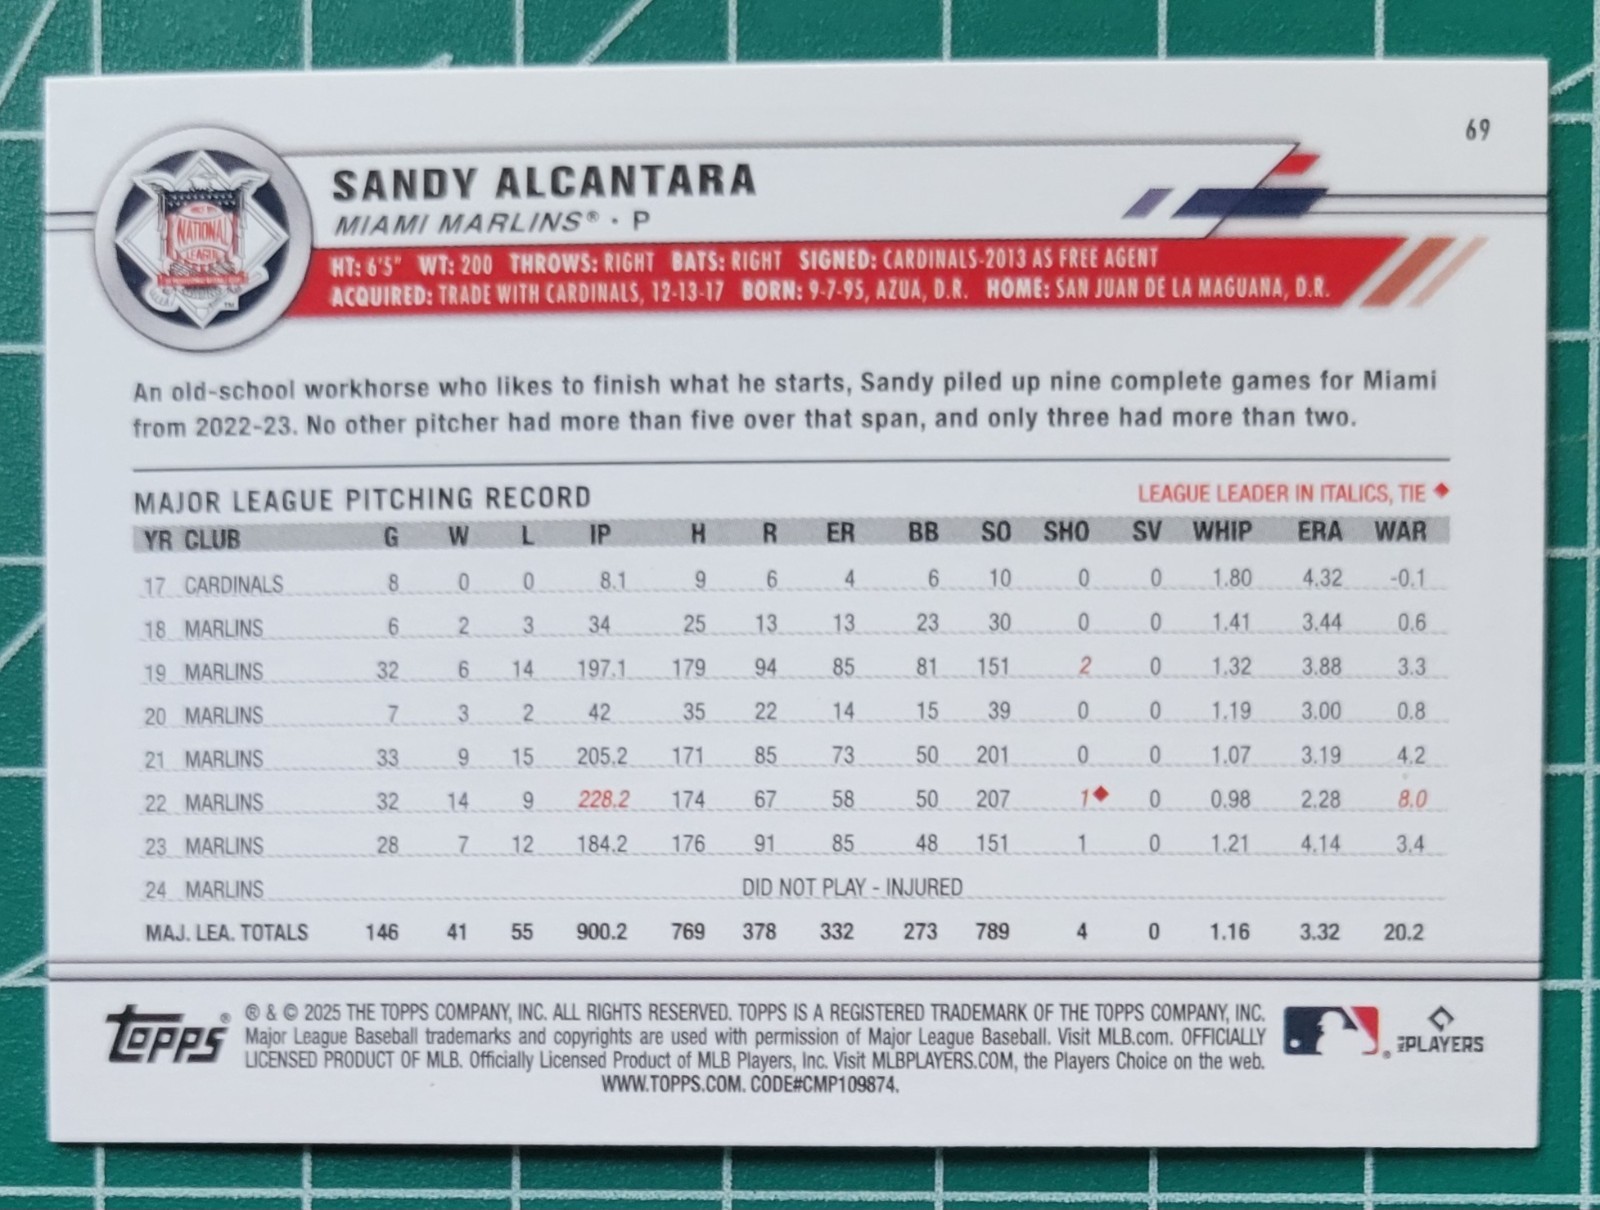 69
SANDY ALCANTARA
MIAMI MARLINS® · P
NATIONAL
LEAGUE
HT: 6'5" WT: 200 THROWS: RIGHT BATS: RIGHT SIGNED: CARDINALS-2013 AS FREE AGENT
ACQUIRED: TRADE WITH CARDINALS, 12-13-17 BORN: 9-7-95, AZUA, D.R. HOME: SAN JUAN DE LA MAGUANA, D.R.
An old-school workhorse who likes to finish what he starts, Sandy piled up nine complete games for Miami
from 2022-23. No other pitcher had more than five over that span, and only three had more than two.
MAJOR LEAGUE PITCHING RECORD LEAGUE LEADER IN ITALICS, TIE ♦
YR CLUB G W L IP H R ER BB SO SHO SV WHIP ERA WAR
17 CARDINALS 8 0 0 8.1 9 6 4 6 10 0 0 1.80 4.32 -0.1
18 MARLINS 6 2 3 34 25 13 13 23 30 0 0 1.41 3.44 0.6
19 MARLINS 32 6 14 197.1 179 94 85 81 151 2 0 1.32 3.88 3.3
20 MARLINS 7 3 2 42 35 22 14 15 39 0 0 1.19 3.00 0.8
21 MARLINS 33 9 15 205.2 171 85 73 50 201 0 0 1.07 3.19 4.2
22 MARLINS 32 14 9 228.2 174 67 58 50 207 1♦ 0 0.98 2.28 8.0
23 MARLINS 28 7 12 184.2 176 91 85 48 151 1 0 1.21 4.14 3.4
24 MARLINS DID NOT PLAY - INJURED
MAJ. LEA. TOTALS 146 41 55 900.2 769 378 332 273 789 4 0 1.16 3.32 20.2
TOPPS®
® & © 2025 THE TOPPS COMPANY, INC. ALL RIGHTS RESERVED. TOPPS IS A REGISTERED TRADEMARK OF THE TOPPS COMPANY, INC.
Major League Baseball trademarks and copyrights are used with permission of Major League Baseball. Visit MLB.com. OFFICIALLY
LICENSED PRODUCT OF MLB. Officially Licensed Product of MLB Players, Inc. Visit MLBPLAYERS.COM, the Players Choice on the web.
WWW.TOPPS.COM. CODE#CMP109874.
PLAYERS